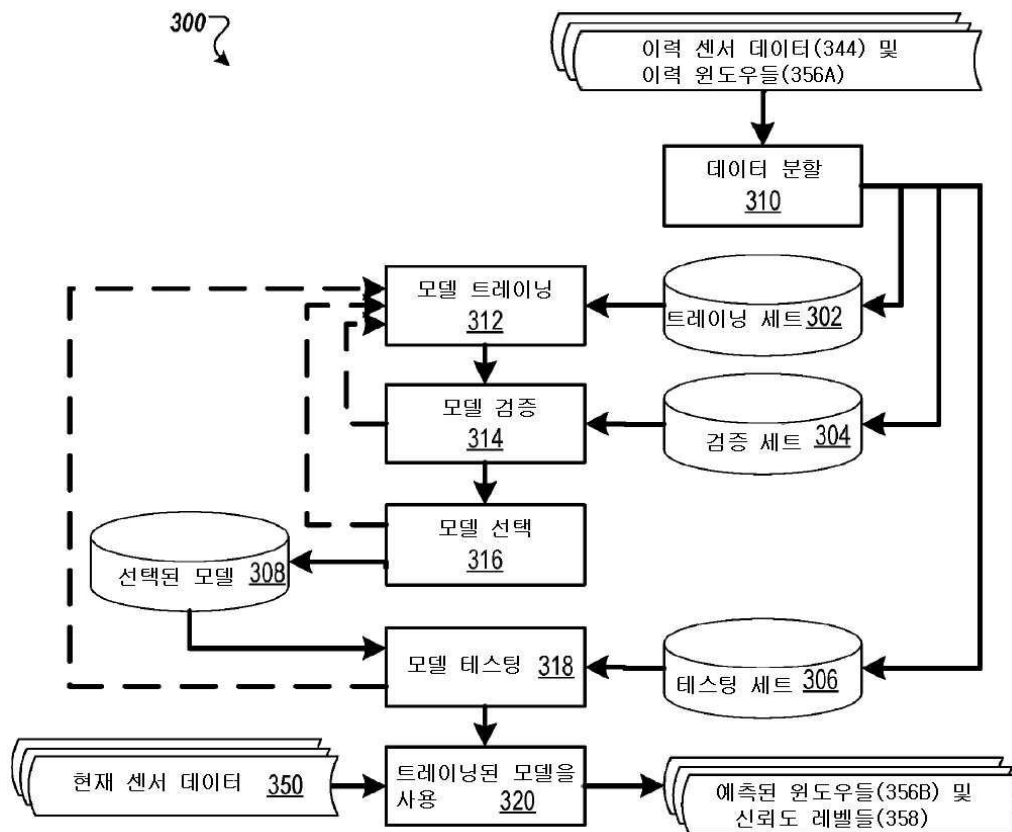 300
이력 센서 데이터(344) 및
이력 윈도우들(356A)
데이터 분할
310
모델 트레이닝
312
트레이닝 세트 302
모델 검증
314
검증 세트 304
모델 선택
316
선택된 모델 308
모델 테스팅 318
테스팅 세트 306
현재 센서 데이터 350
트레이닝된 모델을
사용 320
예측된 윈도우들(356B) 및
신뢰도 레벨들(358)